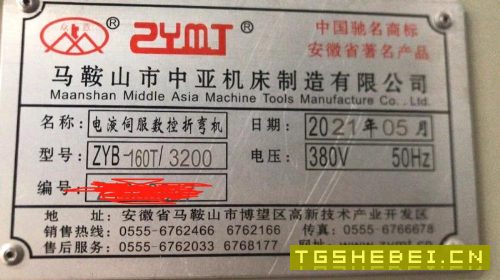 众意
ZYMT
中国驰名商标
安徽省著名产品
马鞍山市中亚机床制造有限公司
Maanshan Middle Asia Machine Tools Manufacture Co.,Ltd.
名称: 电液伺服数控折弯机 日期: 2021年05月
型号: ZYB-160T/3200 电压: 380V 50Hz
编号:
地 址: 安徽省马鞍山市博望区高新技术产业开发区
销售热线: 0555-6762466 6762166 传真: 0555-6766678
售后服务: 0555-6762033 6768177
TGSHEBEI.CN